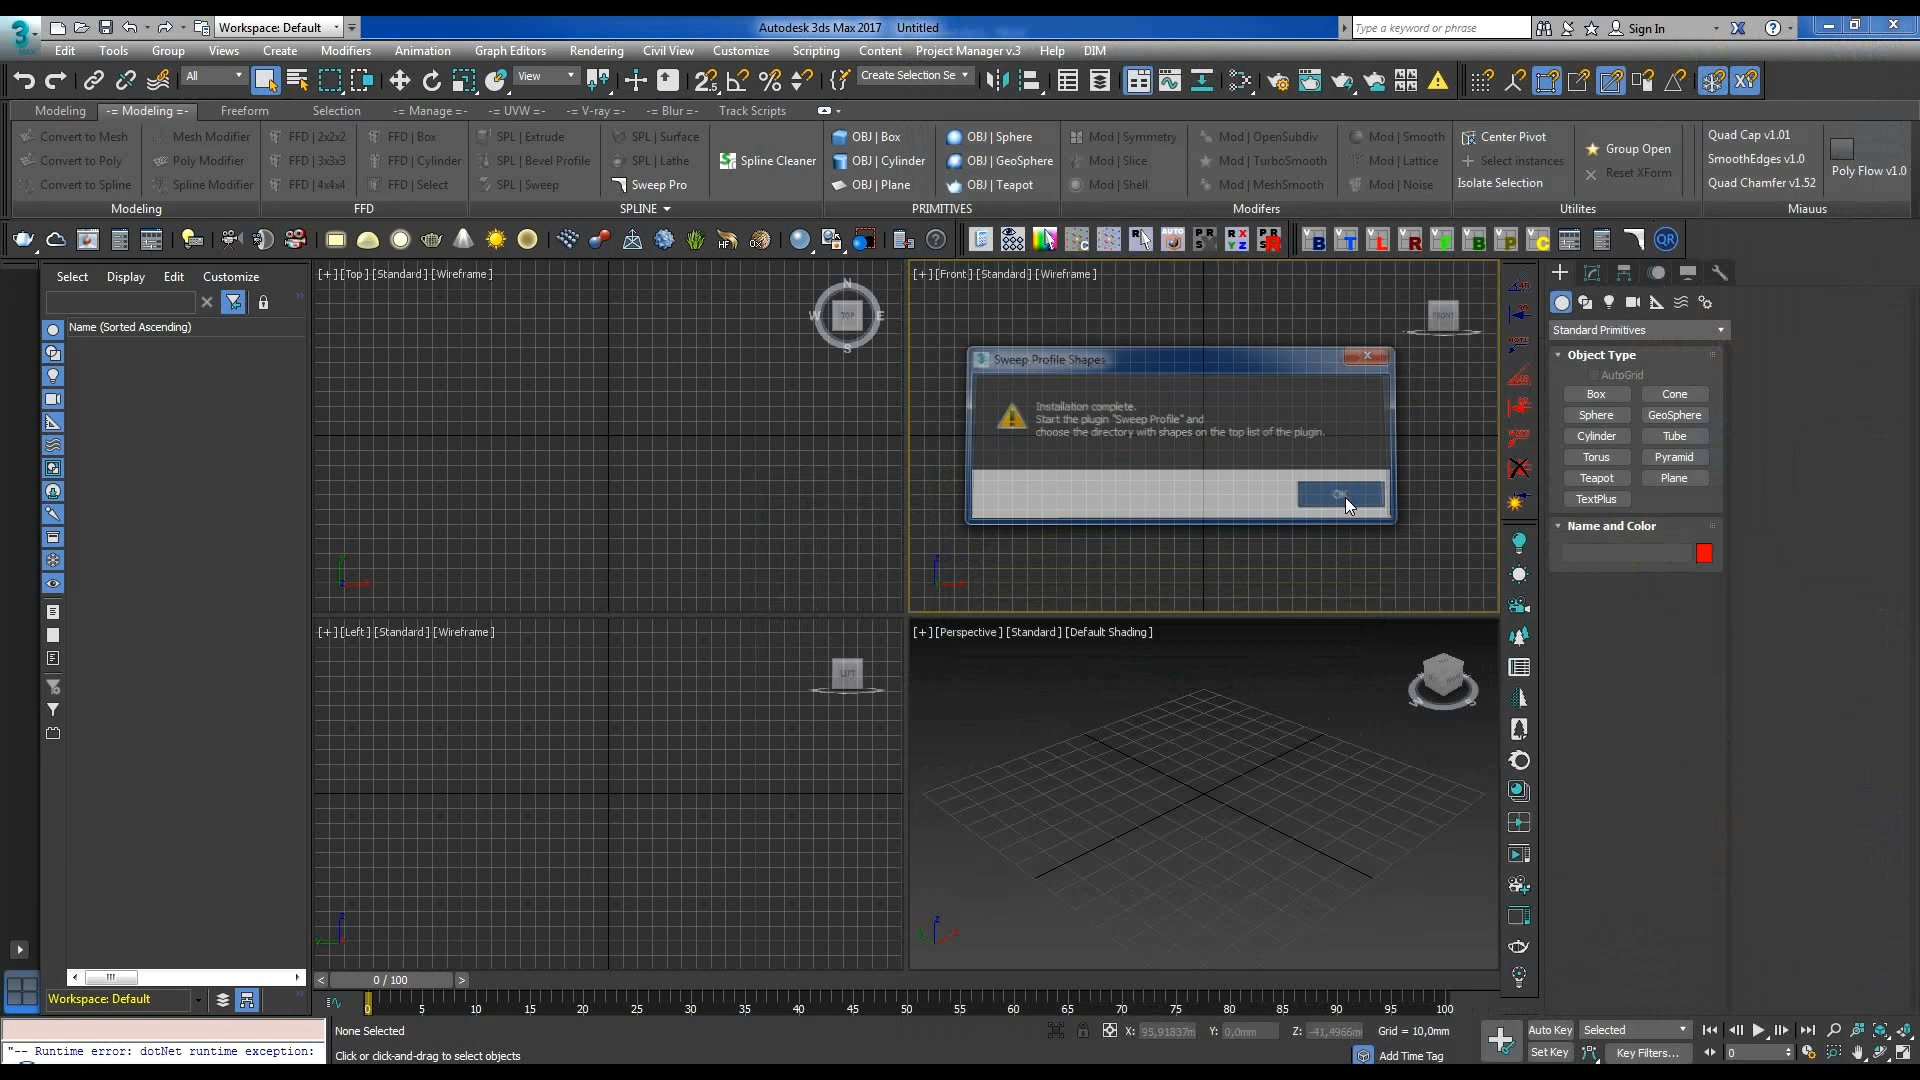 Workspace: Default
Autodesk 3ds Max 2017    Untitled
Type a keyword or phrase
Sign In
Edit Tools Group Views Create Modifiers Animation Graph Editors Rendering Civil View Customize Scripting Content Project Manager v.3 Help DIM
All View Create Selection Se
Modeling -= Modeling =- Freeform Selection -= Manage =- -= UVW =- -= V-ray =- -= Blur =- Track Scripts
Convert to Mesh Mesh Modifier FFD | 2x2x2 FFD | Box SPL | Extrude SPL | Surface OBJ | Box OBJ | Sphere Mod | Symmetry Mod | OpenSubdiv Mod | Smooth Center Pivot Quad Cap v1.01
Convert to Poly Poly Modifier FFD | 3x3x3 FFD | Cylinder SPL | Bevel Profile SPL | Lathe Spline Cleaner OBJ | Cylinder OBJ | GeoSphere Mod | Slice Mod | TurboSmooth Mod | Lattice Select instances Group Open SmoothEdges v1.0
Convert to Spline Spline Modifier FFD | 4x4x4 FFD | Select SPL | Sweep Sweep Pro OBJ | Plane OBJ | Teapot Mod | Shell Mod | MeshSmooth Mod | Noise Isolate Selection Reset XForm Quad Chamfer v1.52 Poly Flow v1.0
Modeling FFD SPLINE PRIMITIVES Modifers Utilites Miauus
Select Display Edit Customize
Name (Sorted Ascending)
[+] [Top] [Standard] [Wireframe]
N
W TOP E
S
[+] [Front] [Standard] [Wireframe]
FRONT
Sweep Profile Shapes
Installation complete.
Start the plugin "Sweep Profile" and
choose the directory with shapes on the top list of the plugin.
OK
Standard Primitives
Object Type
AutoGrid
Box Cone
Sphere GeoSphere
Cylinder Tube
Torus Pyramid
Teapot Plane
TextPlus
Name and Color
[+] [Left] [Standard] [Wireframe]
LEFT
[+] [Perspective] [Standard] [Default Shading]
0 / 100
Workspace: Default
0 5 10 15 20 25 30 35 40 45 50 55 60 65 70 75 80 85 90 95 100
None Selected
X: 95,91837m Y: 0,0mm Z: -41,4966m Grid = 10,0mm
Auto Key Selected
"-- Runtime error: dotNet runtime exception:
Click or click-and-drag to select objects
Add Time Tag
Set Key Key Filters... 0